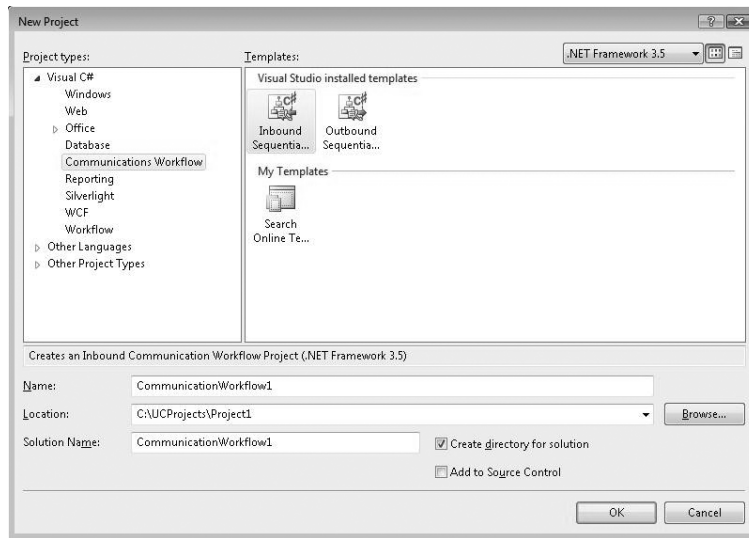 New Project
Project types:
Templates:
.NET Framework 3.5
Visual C#
Windows
Web
Office
Database
Communications Workflow
Reporting
Silverlight
WCF
Workflow
Other Languages
Other Project Types
Visual Studio installed templates
Inbound Sequentia...
Outbound Sequentia...
My Templates
Search Online Te...
Creates an Inbound Communication Workflow Project (.NET Framework 3.5)
Name:
CommunicationWorkflow1
Location:
C:\UCProjects\Project1
Browse...
Solution Name:
CommunicationWorkflow1
Create directory for solution
Add to Source Control
OK
Cancel